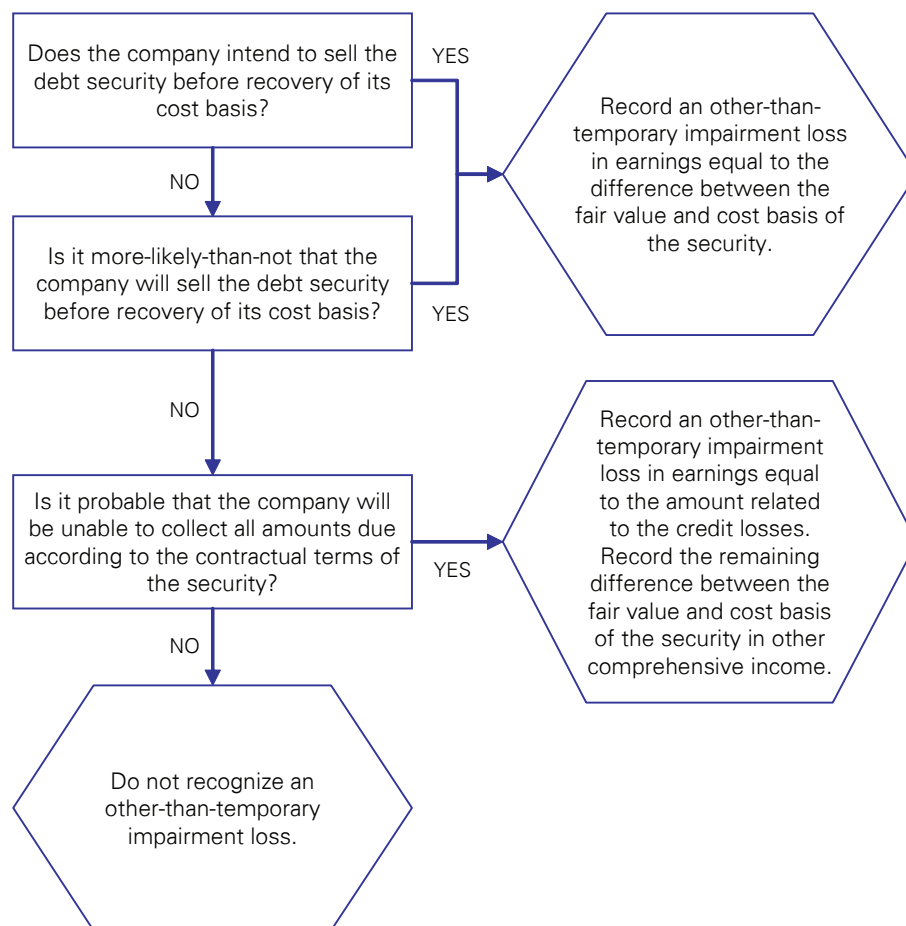 Does the company intend to sell the
debt security before recovery of its
cost basis?
YES
Record an other-than-
temporary impairment loss
in earnings equal to the
difference between the
fair value and cost basis of
the security.
NO
Is it more-likely-than-not that the
company will sell the debt security
before recovery of its cost basis?
YES
NO
Is it probable that the company will
be unable to collect all amounts due
according to the contractual terms of
the security?
YES
Record an other-than-
temporary impairment
loss in earnings equal
to the amount related
to the credit losses.
Record the remaining
difference between the
fair value and cost basis
of the security in other
comprehensive income.
NO
Do not recognize an
other-than-temporary
impairment loss.